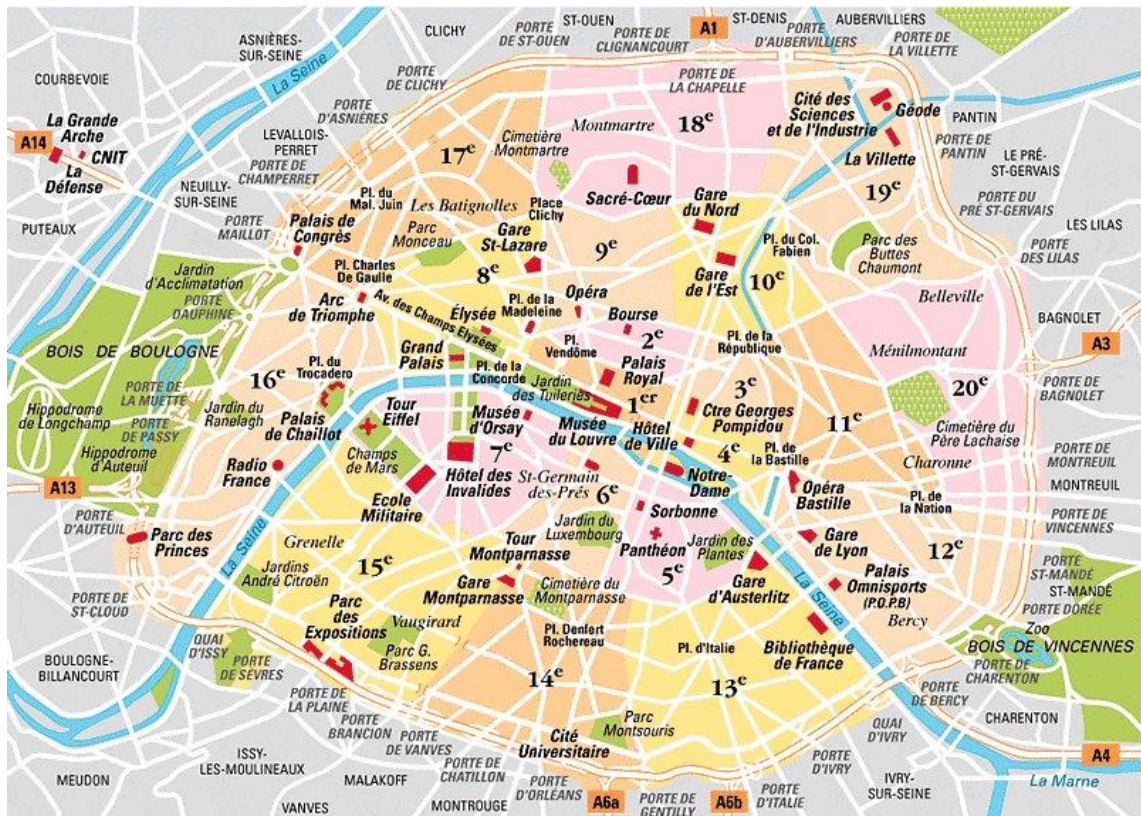 ST-OUEN
A1
ST-DENIS
AUBERVILLIERS
CLICHY
PORTE
DE ST-OUEN
PORTE DE
CLIGNANCOURT
PORTE
D'AUBERVILLIERS
PORTE DE
LA VILLETTE
ASNIÈRES-
SUR-SEINE
La Seine
PORTE
DE CLICHY
PORTE DE
LA CHAPELLE
COURBEVOIE
PORTE
D'ASNIÈRES
Cité des
Sciences
et de l'Industrie
Géode
PANTIN
La Grande
Arche
A14
CNIT
La
Défense
LEVALLOIS-
PERRET
PORTE DE
CHAMPERRET
17e
Cimetière
Montmartre
Montmartre
18e
La Villette
PORTE DE
PANTIN
LE PRÉ-
ST-GERVAIS
NEUILLY-
SUR-SEINE
PUTEAUX
PORTE
MAILLOT
Palais de
Congrès
Pl. du
Mal. Juin
Les Batignolles
Place
Clichy
Sacré-Cœur
Gare
du Nord
19e
PORTE DU
PRÉ ST-GERVAIS
LES LILAS
Parc
Monceau
Gare
St-Lazare
9e
Pl. du Col.
Fabien
Parc des
Buttes
Chaumont
PORTE
DES LILAS
Jardin
d'Acclimatation
Pl. Charles
De Gaulle
8e
Gare de
l'Est
10e
PORTE
DAUPHINE
Arc
de Triomphe
Av. des Champs Elysées
Élysée
Pl. de la
Madeleine
Opéra
Bourse
2e
Belleville
BAGNOLET
A3
BOIS DE BOULOGNE
16e
Pl. du
Trocadero
Grand
Palais
Pl. de la
Concorde
Pl.
Vendôme
Palais
Royal
Pl. de la
République
Ménilmontant
20e
PORTE DE
LA MUETTE
Jardin
des Tuileries
1er
3e
PORTE DE
BAGNOLET
Hippodrome
de Longchamp
Jardin du
Ranelagh
PORTE
DE PASSY
Palais
de Chaillot
Tour
Eiffel
Musée
d'Orsay
Musée
du Louvre
Hôtel
de Ville
Ctre Georges
Pompidou
11e
Cimetière du
Père Lachaise
Hippodrome
d'Auteuil
Radio
France
Champs
de Mars
7e
Hôtel des
Invalides
St-Germain
des-Prés
4e
Pl. de
la Bastille
Charonne
PORTE DE
MONTREUIL
A13
Ecole
Militaire
6e
Notre-
Dame
Opéra
Bastille
Pl. de
la Nation
MONTREUIL
PORTE
D'AUTEUIL
Parc des
Princes
Grenelle
Tour
Montparnasse
Jardin du
Luxembourg
Sorbonne
Panthéon
Jardin des
Plantes
Gare
de Lyon
12e
PORTE DE
VINCENNES
La Seine
Jardins
André Citroën
15e
Gare
Montparnasse
Cimetière du
Montparnasse
5e
Gare
d'Austerlitz
La Seine
Palais
Omnisports
(P.O.P.B)
PORTE
ST-MANDÉ
ST-MANDÉ
PORTE DE
ST-CLOUD
Parc
des
Expositions
Vaugirard
Bercy
PORTE DORÉE
Zoo
QUAI
D'ISSY
PORTE
DE SÈVRES
Parc G.
Brassens
Pl. Denfert
Rochereau
Pl. d'Italie
Bibliothèque
de France
BOIS DE VINCENNES
BOULOGNE-
BILLANCOURT
14e
13e
PORTE DE
CHARENTON
PORTE DE
LA PLAINE
PORTE
BRANCION
PORTE
DE VANVES
Cité
Universitaire
Parc
Montsouris
PORTE
DE BERCY
CHARENTON
QUAI
D'IVRY
ISSY-
LES-MOULINEAUX
PORTE
DE CHATILLON
PORTE
D'IVRY
A4
MEUDON
MALAKOFF
PORTE
D'ORLÉANS
IVRY-
SUR-SEINE
La Marne
VANVES
MONTROUGE
A6a
PORTE DE
GENTILLY
A6b
PORTE
D'ITALIE